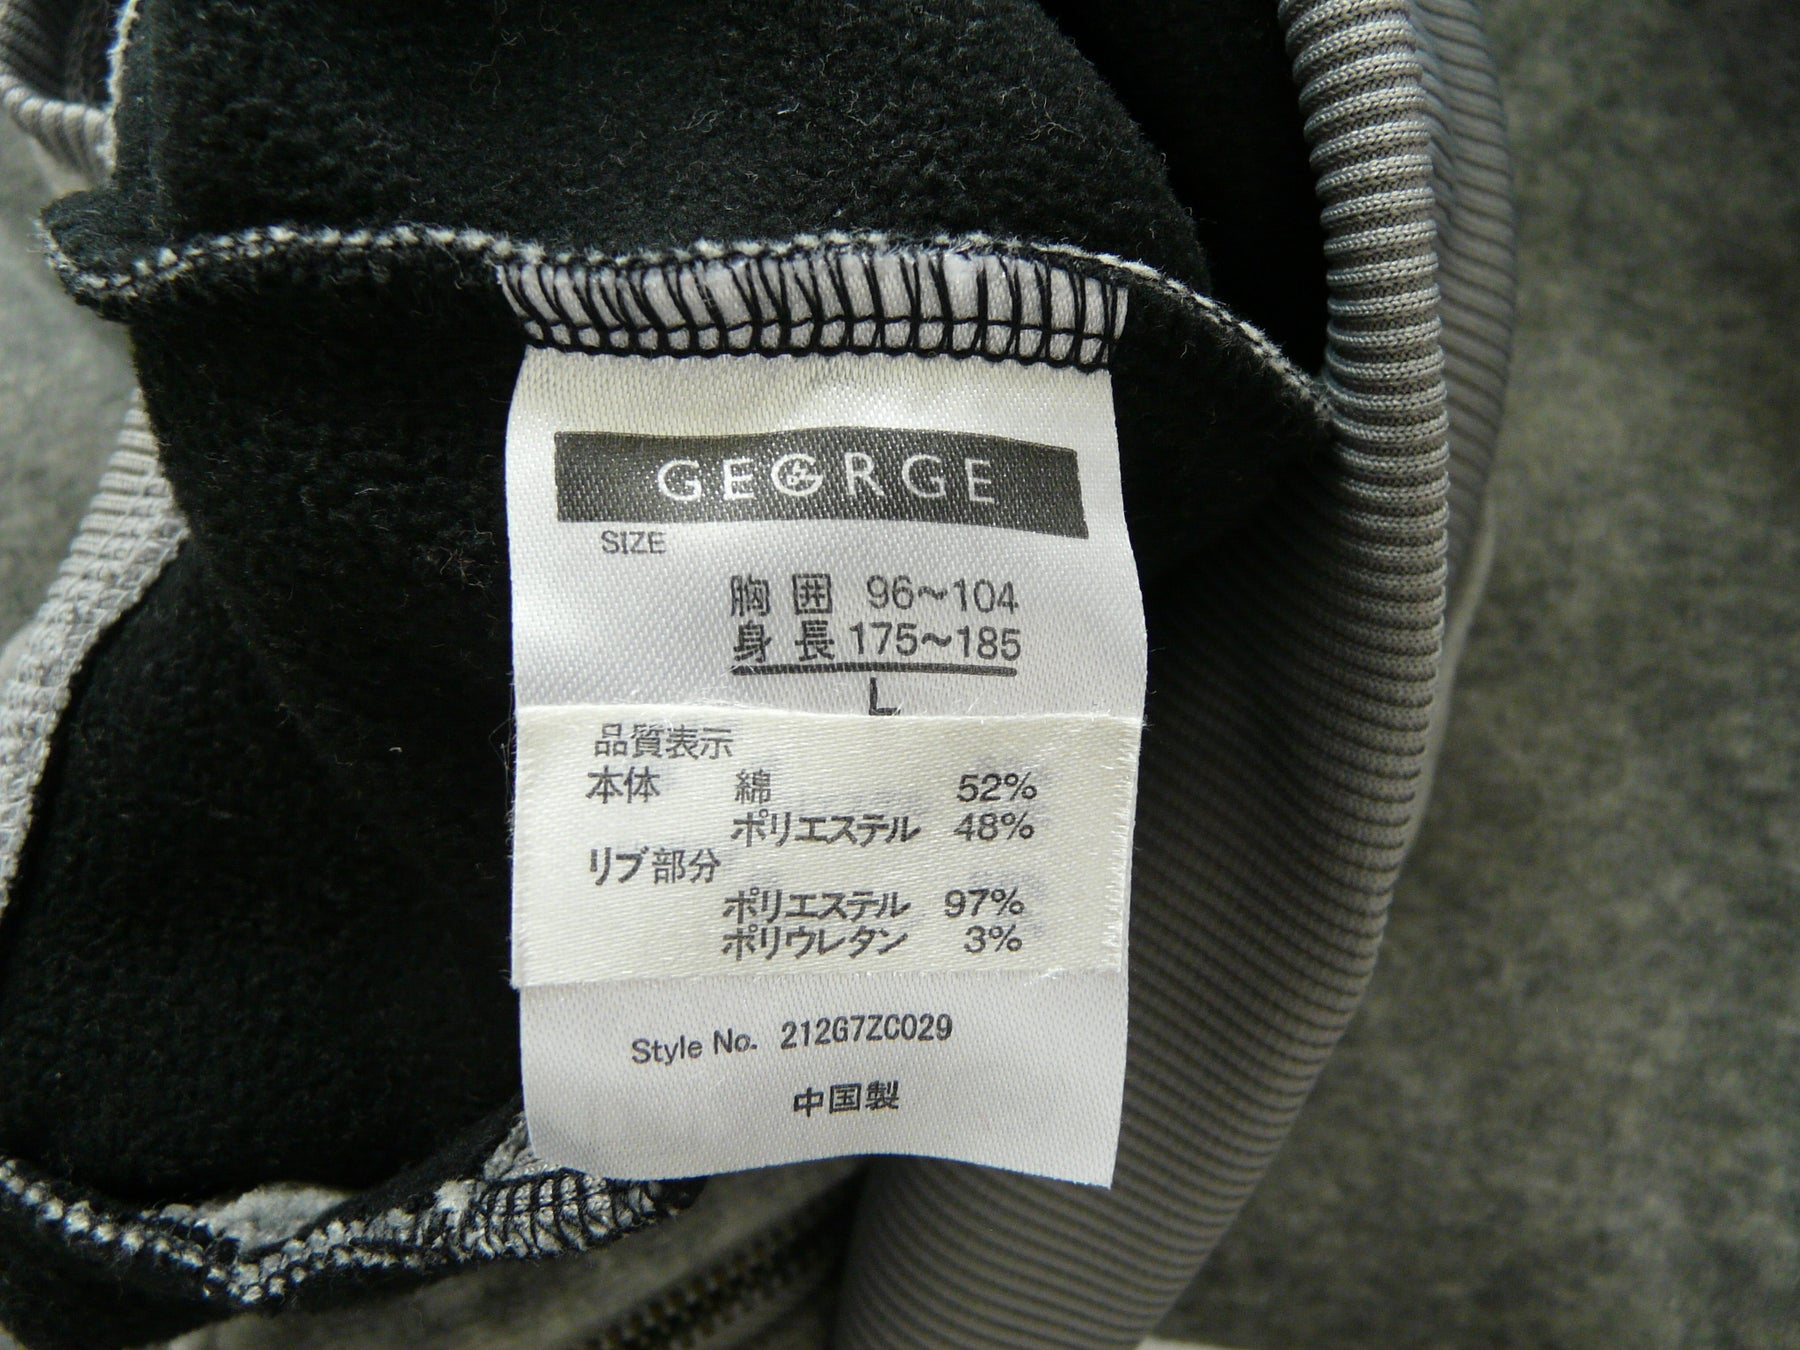 GEORGE
SIZE
胸囲 96〜104
身長 175〜185
L
品質表示
本体 綿 52%
ポリエステル 48%
リブ部分
ポリエステル 97%
ポリウレタン 3%
Style No. 212G7ZC029
中国製